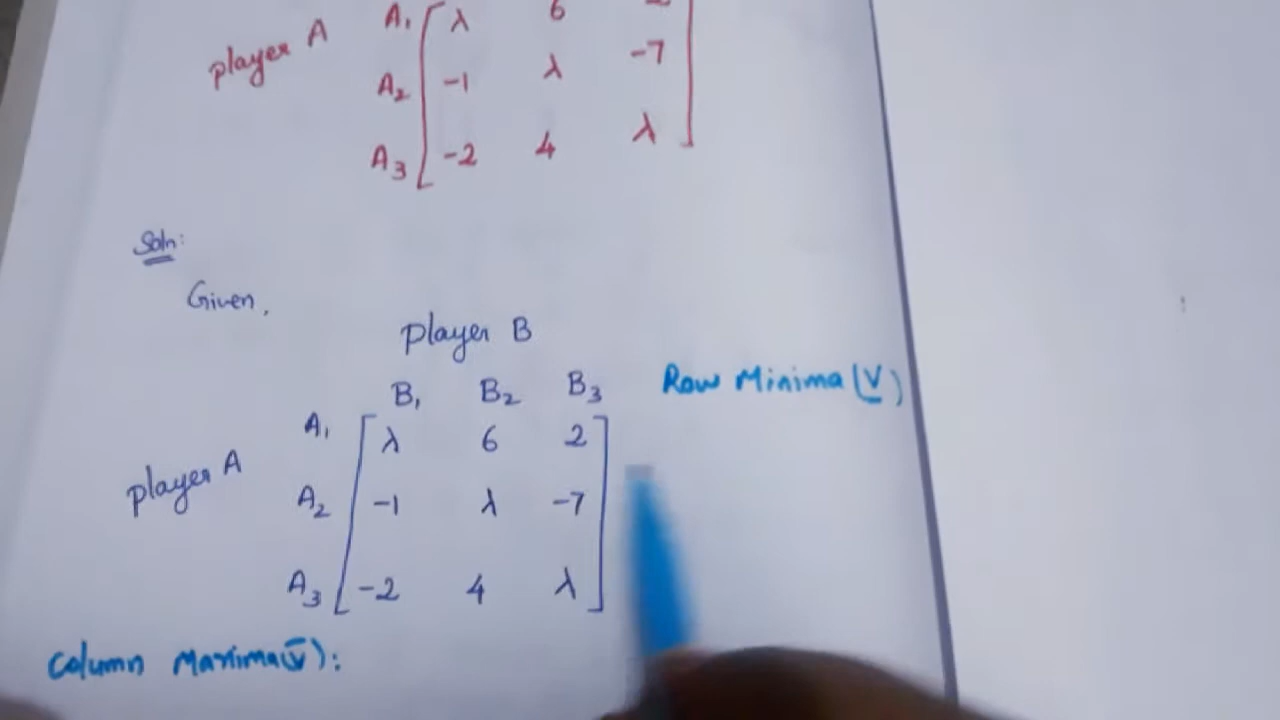 A₁ λ 6
player A A₂ -1 λ -7
A₃ -2 4 λ
Soln:
Given,
Player B
B₁ B₂ B₃ Row Minima (V)
A₁ λ 6 2
player A A₂ -1 λ -7
A₃ -2 4 λ
Column Maxima (V̄):